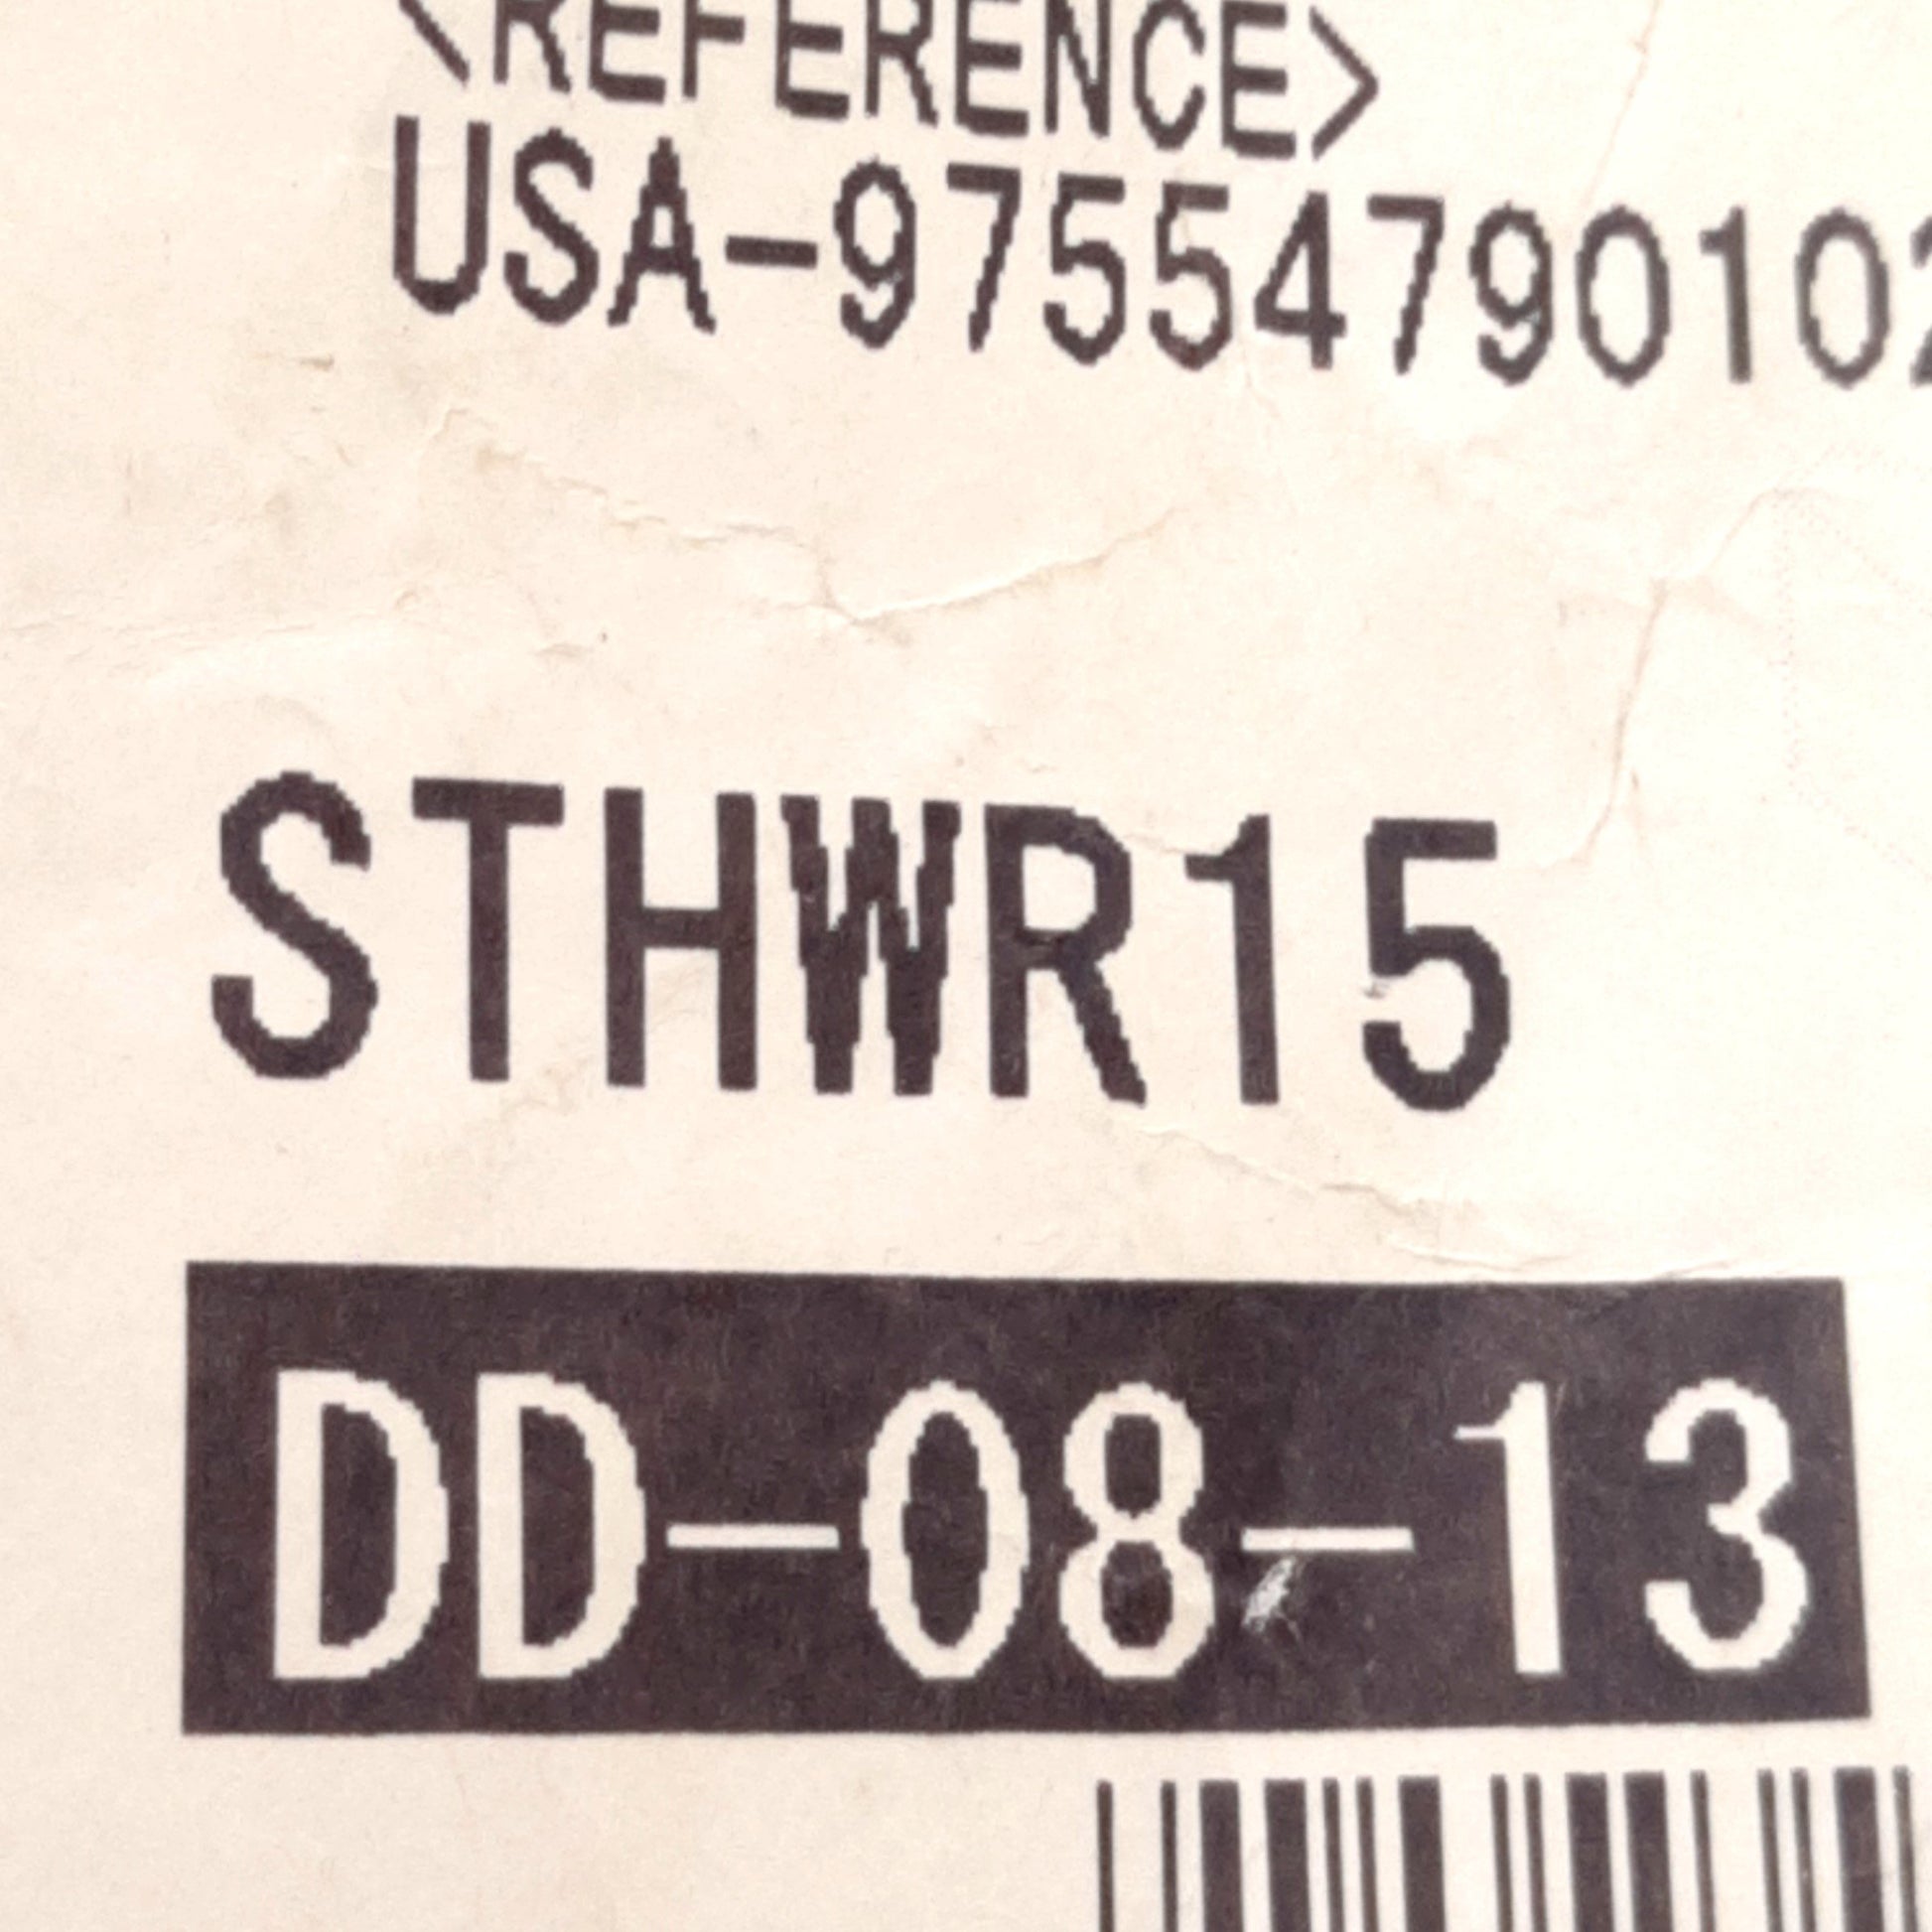 <REFERENCE>
USA-97554790102
STHWR15
DD-08-13